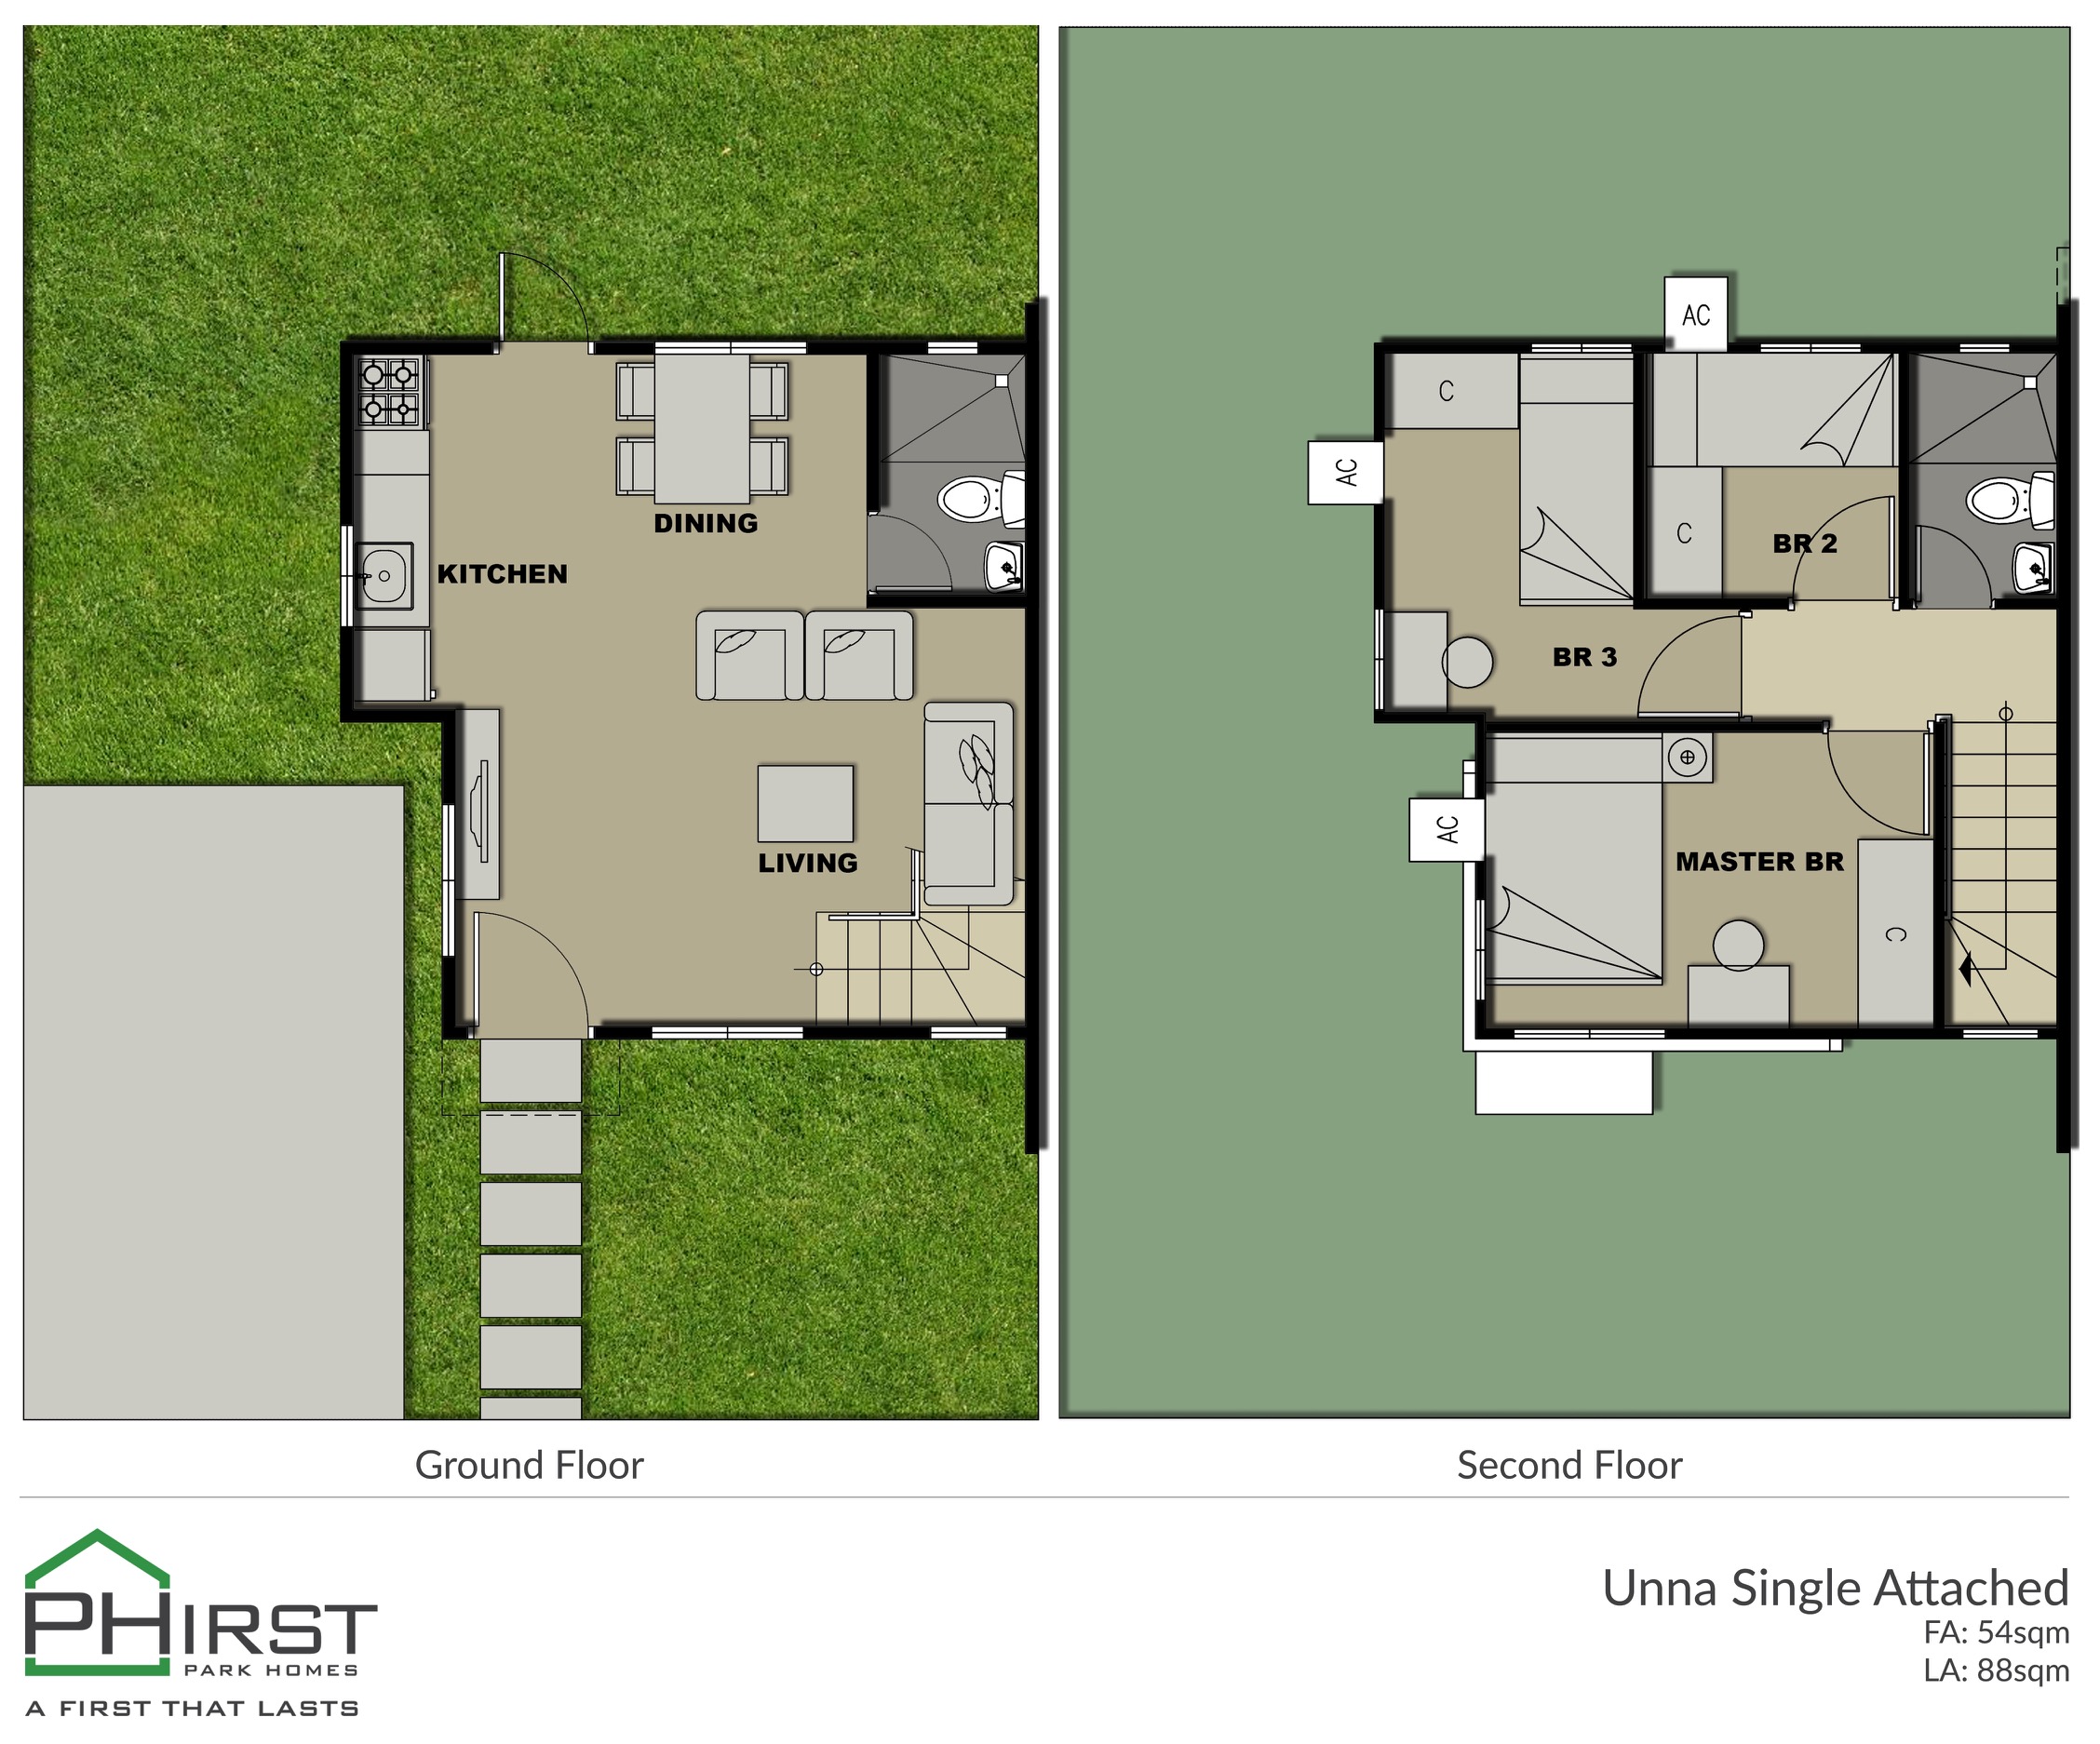 KITCHEN
DINING
LIVING
AC
AC
C
C
BR 2
BR 3
AC
MASTER BR
C
Ground Floor
Second Floor
PHIRST
PARK HOMES
A FIRST THAT LASTS
Unna Single Attached
FA: 54sqm
LA: 88sqm